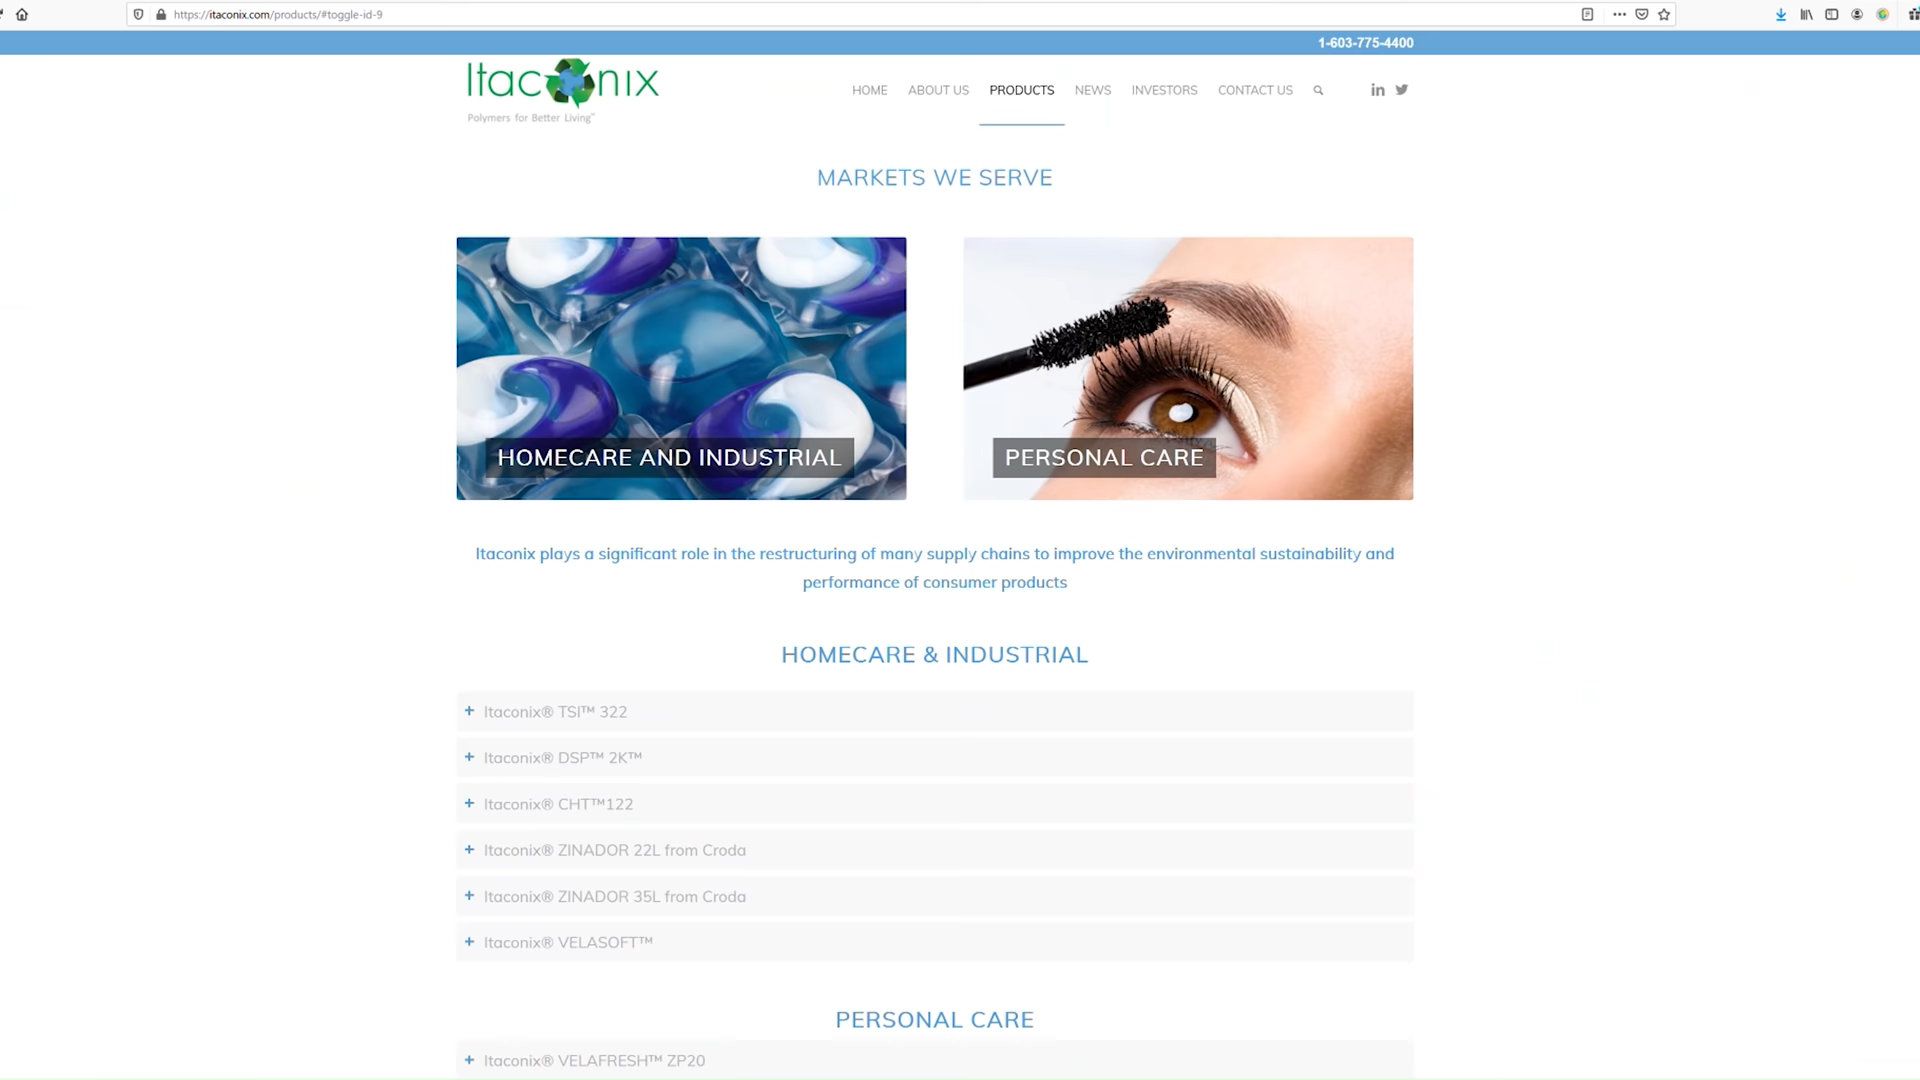 https://itaconix.com/products/#toggle-id-9
1-603-775-4400
Itaconix
Polymers for Better Living™
HOME ABOUT US PRODUCTS NEWS INVESTORS CONTACT US
MARKETS WE SERVE
HOMECARE AND INDUSTRIAL
PERSONAL CARE
Itaconix plays a significant role in the restructuring of many supply chains to improve the environmental sustainability and
performance of consumer products
HOMECARE & INDUSTRIAL
+ Itaconix® TSI™ 322
+ Itaconix® DSP™ 2K™
+ Itaconix® CHT™122
+ Itaconix® ZINADOR 22L from Croda
+ Itaconix® ZINADOR 35L from Croda
+ Itaconix® VELASOFT™
PERSONAL CARE
+ Itaconix® VELAFRESH™ ZP20